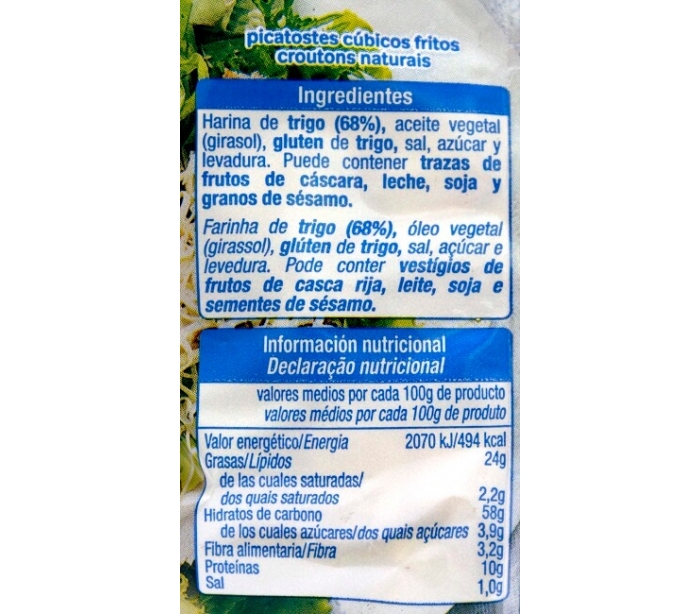 picatostes cúbicos fritos
croutons naturais
Ingredientes
Harina de trigo (68%), aceite vegetal
(girasol), gluten de trigo, sal, azúcar y
levadura. Puede contener trazas de
frutos de cáscara, leche, soja y
granos de sésamo.
Farinha de trigo (68%), óleo vegetal
(girassol), glúten de trigo, sal, açúcar e
levedura. Pode conter vestígios de
frutos de casca rija, leite, soja e
sementes de sésamo.
Información nutricional
Declaração nutricional
valores medios por cada 100g de producto
valores médios por cada 100g de produto
Valor energético/Energia 2070 kJ/494 kcal
Grasas/Lípidos 24g
de las cuales saturadas/
dos quais saturados 2,2g
Hidratos de carbono 58g
de los cuales azúcares/dos quais açúcares 3,9g
Fibra alimentaria/Fibra 3,2g
Proteínas 10g
Sal 1,0g